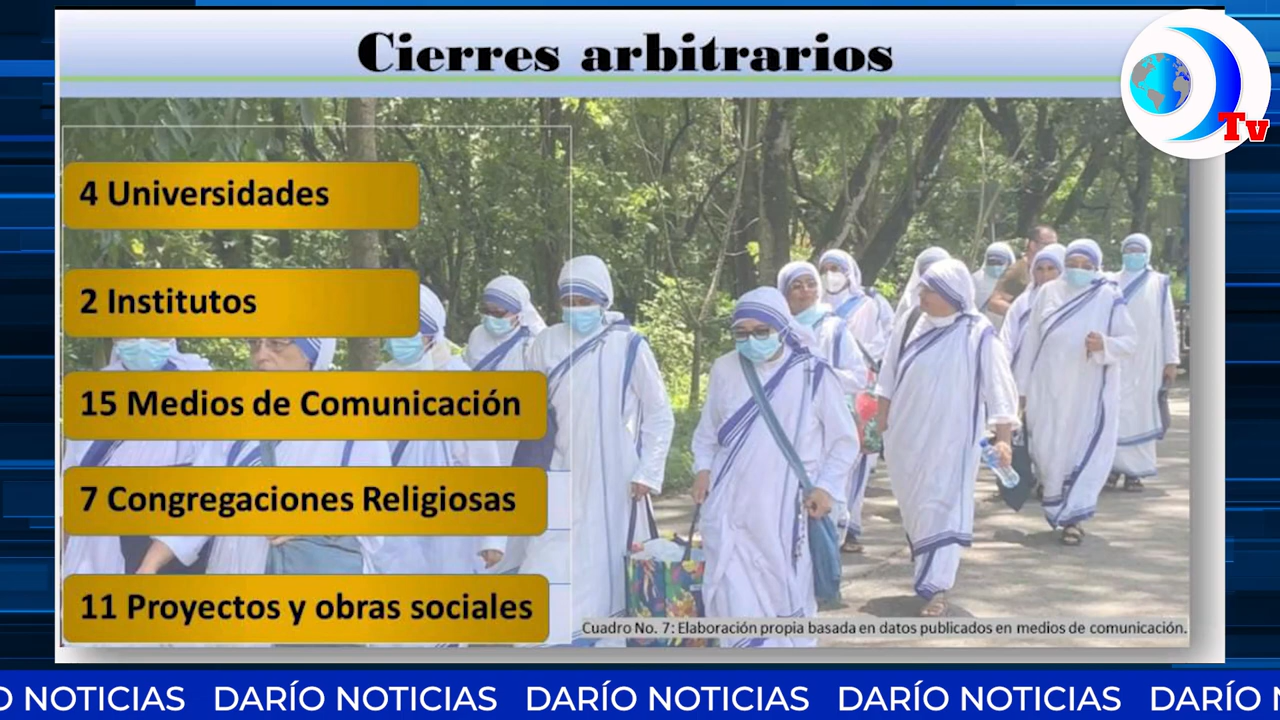 Cierres arbitrarios
Tv
4 Universidades
2 Institutos
15 Medios de Comunicación
7 Congregaciones Religiosas
11 Proyectos y obras sociales
Cuadro No. 7: Elaboración propia basada en datos publicados en medios de comunicación.
O NOTICIAS DARÍO NOTICIAS DARÍO NOTICIAS DARÍO NOTICIAS DARÍO N